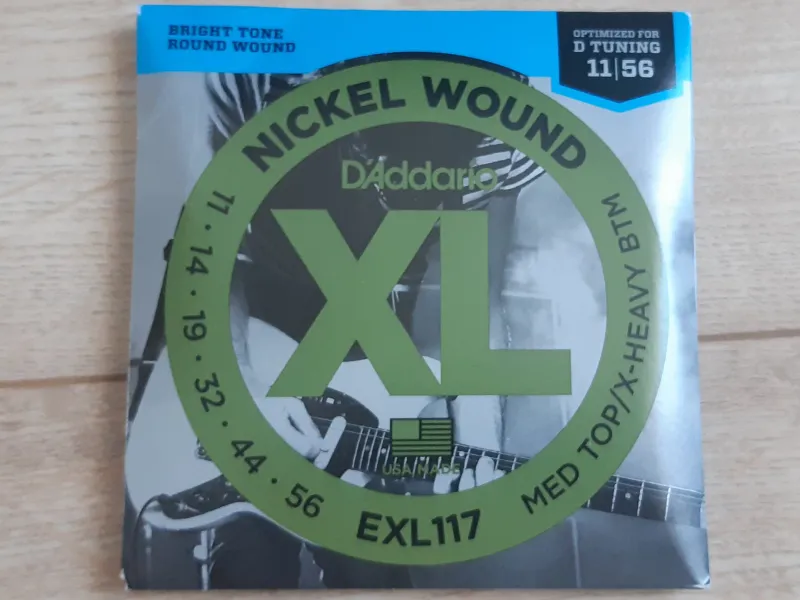 BRIGHT TONE
ROUND WOUND
OPTIMIZED FOR
D TUNING
11|56
NICKEL WOUND
D'Addario
XL
11 · 14 · 19 · 32 · 44 · 56
MED TOP/X-HEAVY BTM
USA MADE
EXL117